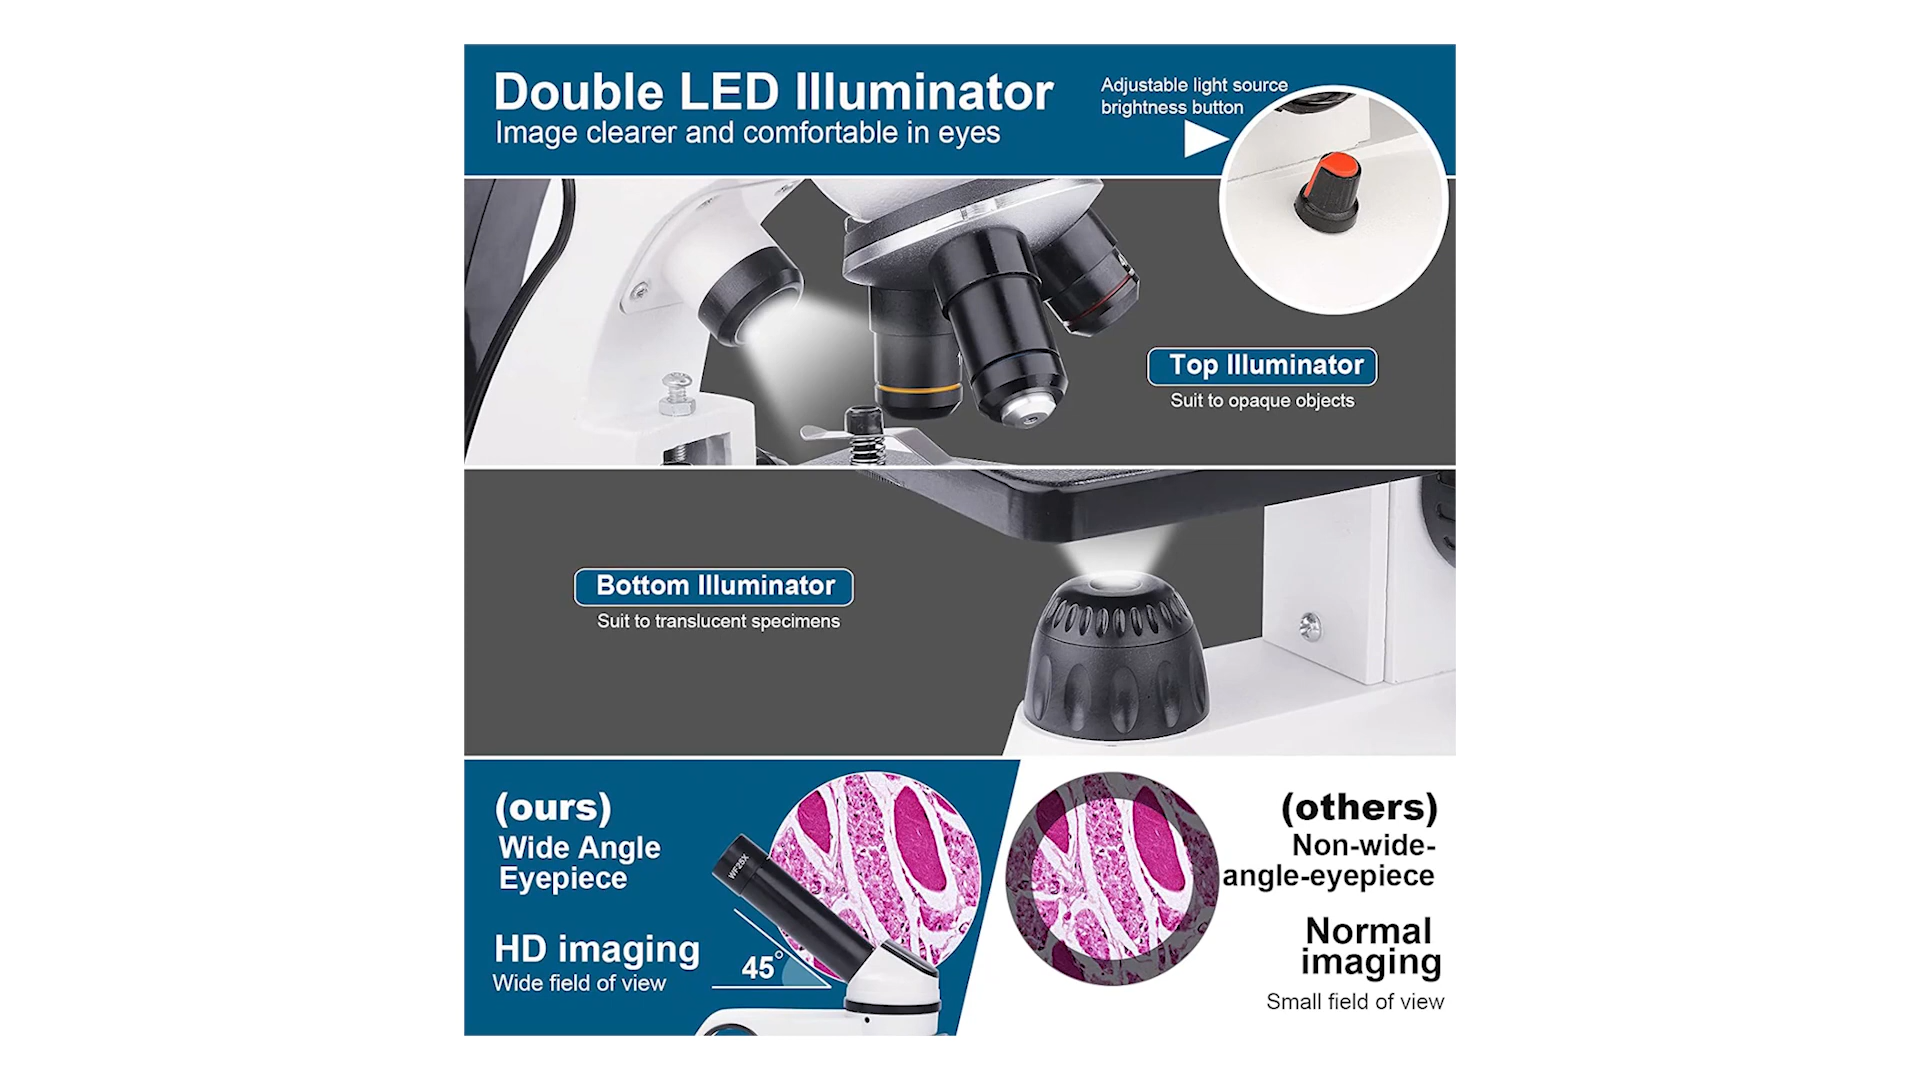 Double LED Illuminator
Image clearer and comfortable in eyes
Adjustable light source
brightness button
Top Illuminator
Suit to opaque objects
Bottom Illuminator
Suit to translucent specimens
(ours)
Wide Angle
Eyepiece
WF25X
HD imaging
Wide field of view
45°
(others)
Non-wide-
angle-eyepiece
Normal
imaging
Small field of view